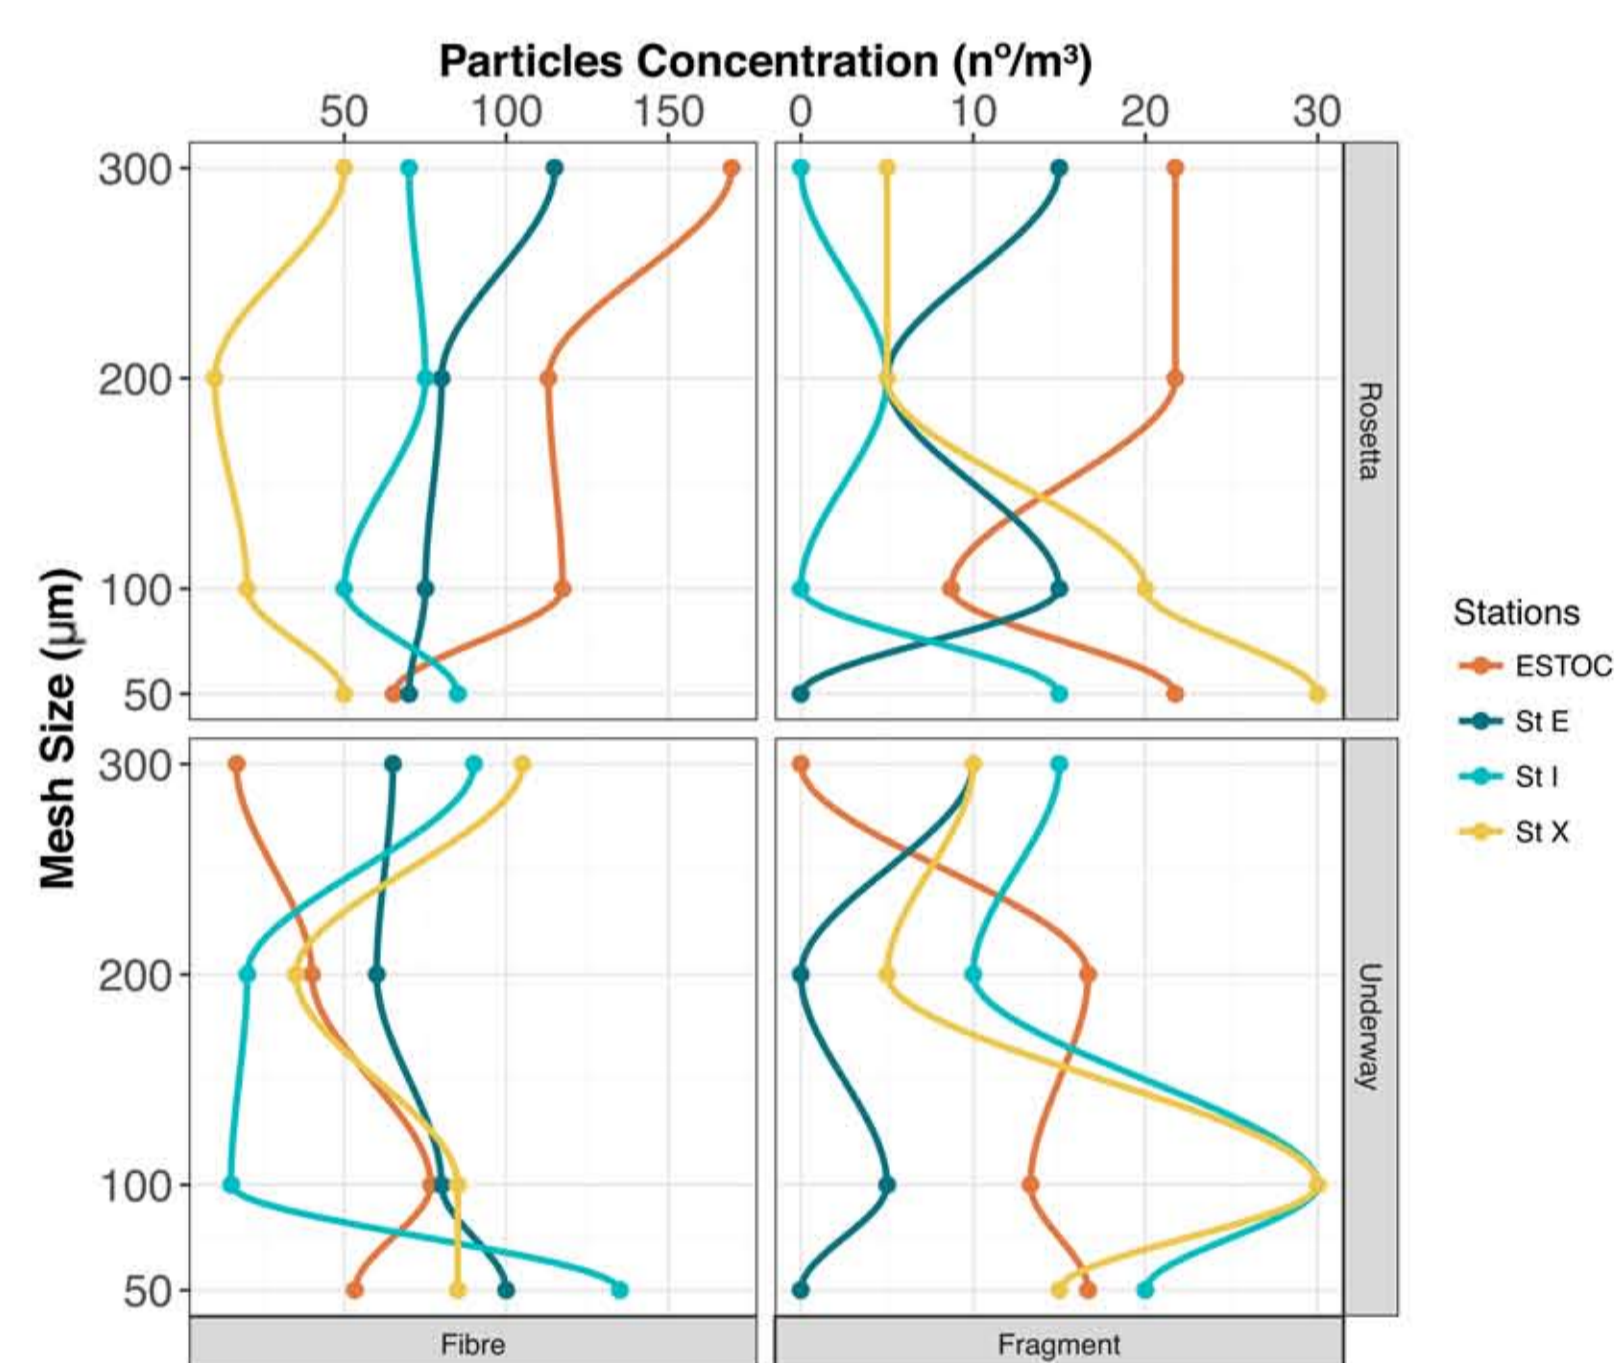 Particles Concentration (nº/m³)
50 100 150 0 10 20 30
300
200
100
50
Rosetta
Mesh Size (µm)
300
200
100
50
Underway
Fibre Fragment
Stations
ESTOC
St E
St I
St X